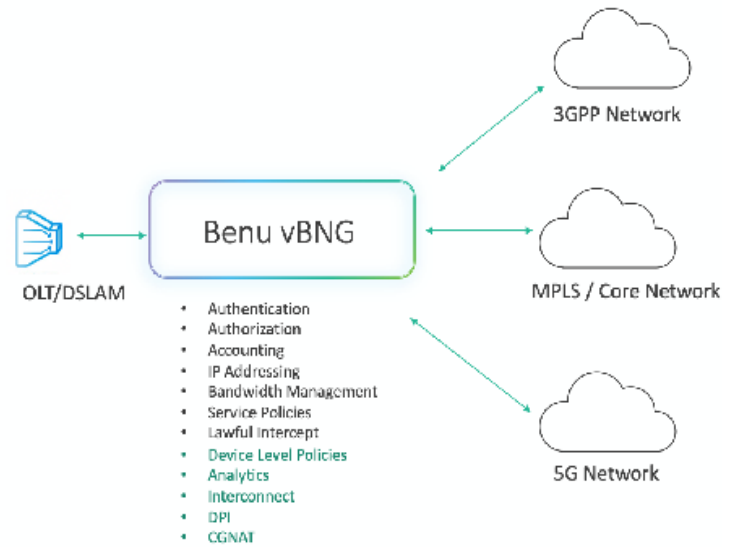 3GPP Network
Benu vBNG
OLT/DSLAM
MPLS / Core Network
• Authentication
• Authorization
• Accounting
• IP Addressing
• Bandwidth Management
• Service Policies
• Lawful Intercept
• Device Level Policies
• Analytics
• Interconnect
• DPI
• CGNAT
5G Network